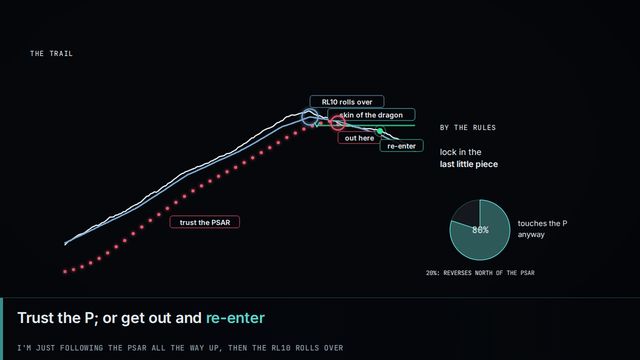 THE TRAIL
RL10 rolls over
skin of the dragon
out here
re-enter
trust the PSAR
BY THE RULES
lock in the
last little piece
80%
touches the P
anyway
20%: REVERSES NORTH OF THE PSAR
Trust the P; or get out and re-enter
I'M JUST FOLLOWING THE PSAR ALL THE WAY UP, THEN THE RL10 ROLLS OVER